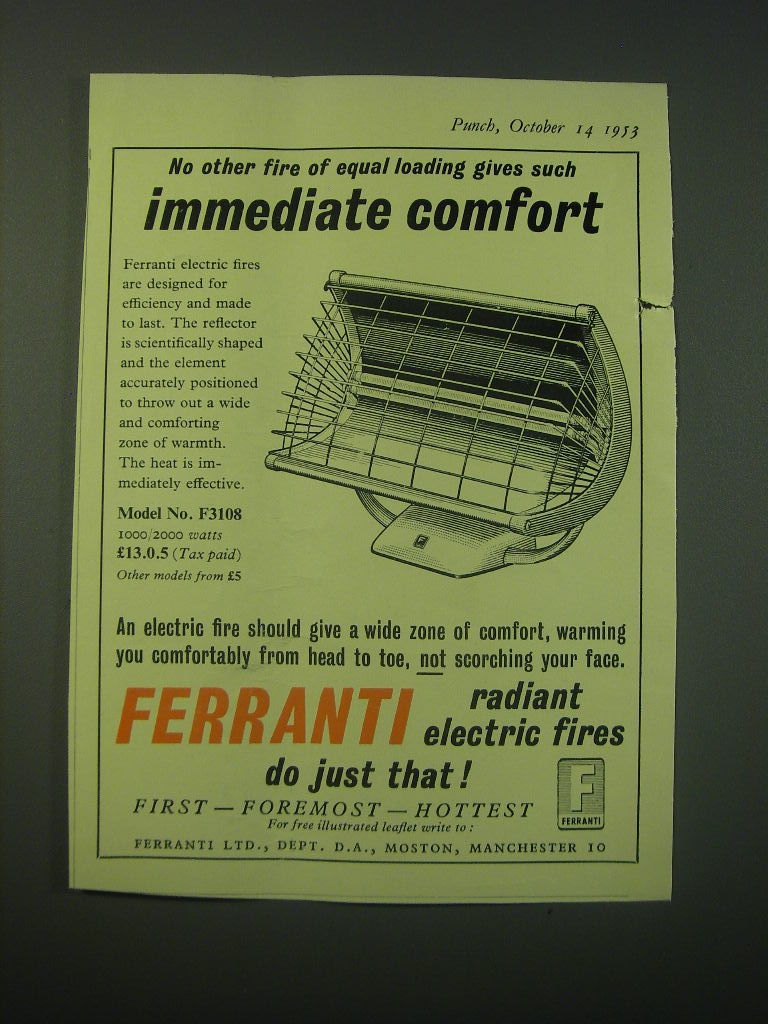 Punch, October 14 1953
No other fire of equal loading gives such
immediate comfort
Ferranti electric fires
are designed for
efficiency and made
to last. The reflector
is scientifically shaped
and the element
accurately positioned
to throw out a wide
and comforting
zone of warmth.
The heat is im-
mediately effective.
Model No. F3108
1000/2000 watts
£13.0.5 (Tax paid)
Other models from £5
An electric fire should give a wide zone of comfort, warming
you comfortably from head to toe, not scorching your face.
FERRANTI radiant
electric fires
do just that!
FIRST — FOREMOST — HOTTEST
For free illustrated leaflet write to:
FERRANTI LTD., DEPT. D.A., MOSTON, MANCHESTER 10
F
FERRANTI